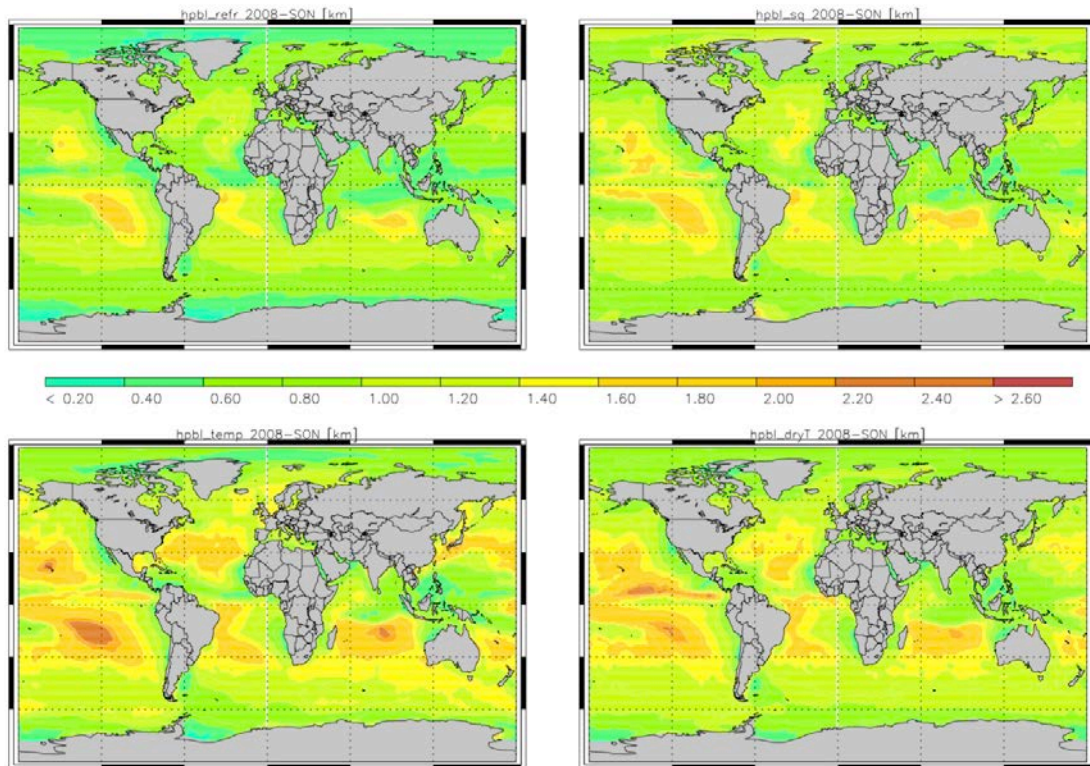 hpbl_refr 2008-SON [km]
hpbl_sq 2008-SON [km]
< 0.20 0.40 0.60 0.80 1.00 1.20 1.40 1.60 1.80 2.00 2.20 2.40 > 2.60
hpbl_temp 2008-SON [km]
hpbl_dryT 2008-SON [km]